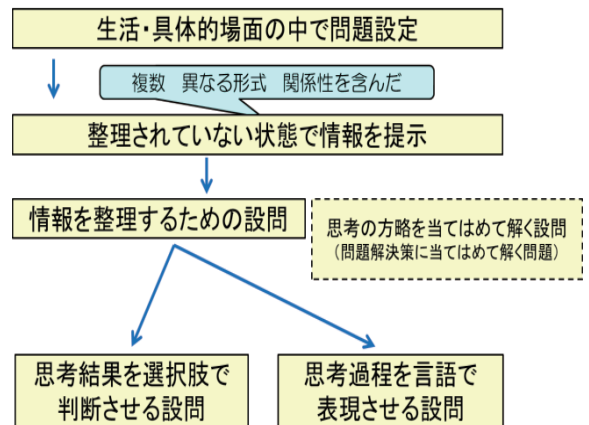 生活・具体的場面の中で問題設定
複数　異なる形式　関係性を含んだ
整理されていない状態で情報を提示
情報を整理するための設問
思考の方略を当てはめて解く設問
（問題解決策に当てはめて解く問題）
思考結果を選択肢で
判断させる設問
思考過程を言語で
表現させる設問